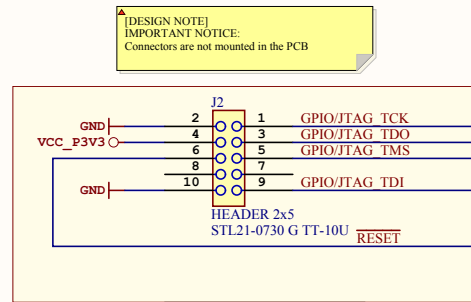 [DESIGN NOTE]
IMPORTANT NOTICE:
Connectors are not mounted in the PCB
J2
GND 2 1 GPIO/JTAG_TCK
VCC_P3V3 4 3 GPIO/JTAG_TDO
6 5 GPIO/JTAG_TMS
8 7
GND 10 9 GPIO/JTAG_TDI
HEADER 2x5
STL21-0730 G TT-10U RESET